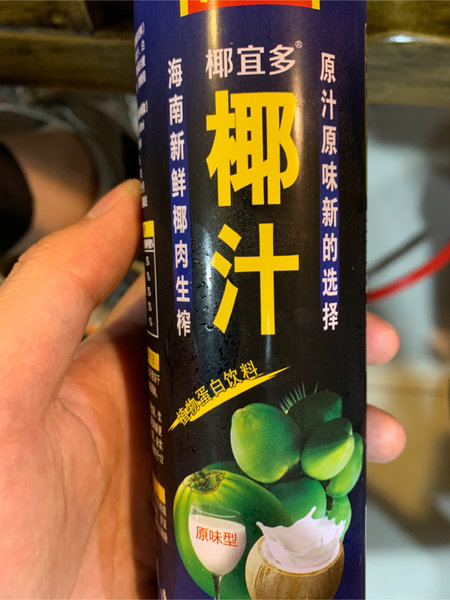 椰宜多®
海南新鲜椰肉生榨
椰汁
原汁原味新的选择
植物蛋白饮料
原味型